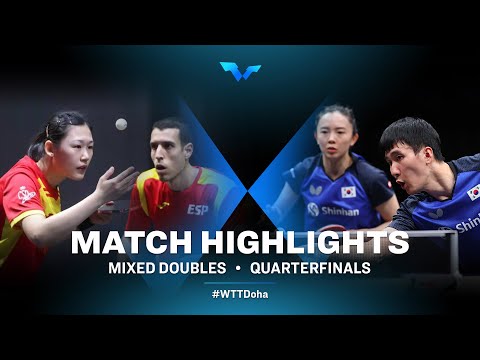 ESP
Shinhan
MATCH HIGHLIGHTS
MIXED DOUBLES • QUARTERFINALS
#WTTDoha